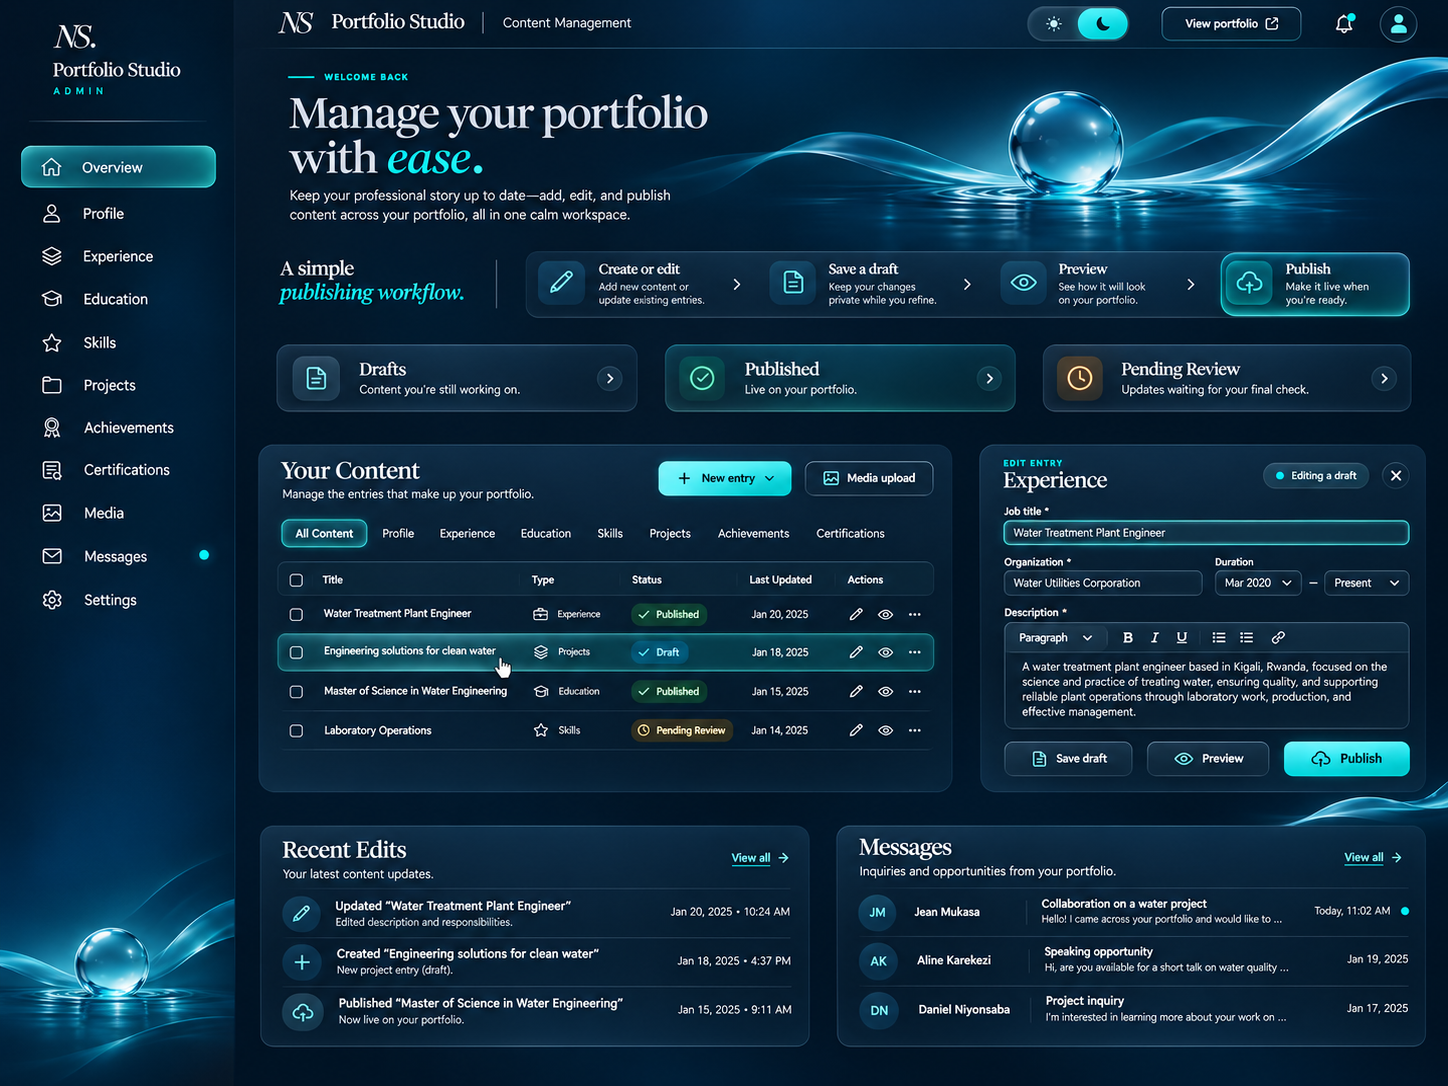 NS.
Portfolio Studio
ADMIN
Overview
Profile
Experience
Education
Skills
Projects
Achievements
Certifications
Media
Messages
Settings
NS Portfolio Studio Content Management
View portfolio
WELCOME BACK
Manage your portfolio
with ease.
Keep your professional story up to date—add, edit, and publish
content across your portfolio, all in one calm workspace.
A simple
publishing workflow.
Create or edit
Add new content or
update existing entries.
Save a draft
Keep your changes
private while you refine.
Preview
See how it will look
on your portfolio.
Publish
Make it live when
you're ready.
Drafts
Content you're still working on.
Published
Live on your portfolio.
Pending Review
Updates waiting for your final check.
Your Content
Manage the entries that make up your portfolio.
New entry
Media upload
All Content Profile Experience Education Skills Projects Achievements Certifications
Title Type Status Last Updated Actions
Water Treatment Plant Engineer Experience Published Jan 20, 2025
Engineering solutions for clean water Projects Draft Jan 18, 2025
Master of Science in Water Engineering Education Published Jan 15, 2025
Laboratory Operations Skills Pending Review Jan 14, 2025
EDIT ENTRY
Experience
Editing a draft
Job title *
Water Treatment Plant Engineer
Organization * Duration
Water Utilities Corporation Mar 2020 – Present
Description *
Paragraph B I U
A water treatment plant engineer based in Kigali, Rwanda, focused on the
science and practice of treating water, ensuring quality, and supporting
reliable plant operations through laboratory work, production, and
effective management.
Save draft Preview Publish
Recent Edits
Your latest content updates.
View all
Updated “Water Treatment Plant Engineer”
Edited description and responsibilities.
Jan 20, 2025 • 10:24 AM
Created “Engineering solutions for clean water”
New project entry (draft).
Jan 18, 2025 • 4:37 PM
Published “Master of Science in Water Engineering”
Now live on your portfolio.
Jan 15, 2025 • 9:11 AM
Messages
Inquiries and opportunities from your portfolio.
View all
JM Jean Mukasa
Collaboration on a water project
Hello! I came across your portfolio and would like to ...
Today, 11:02 AM
AK Aline Karekezi
Speaking opportunity
Hi, are you available for a short talk on water quality ...
Jan 19, 2025
DN Daniel Niyonsaba
Project inquiry
I'm interested in learning more about your work on ...
Jan 17, 2025